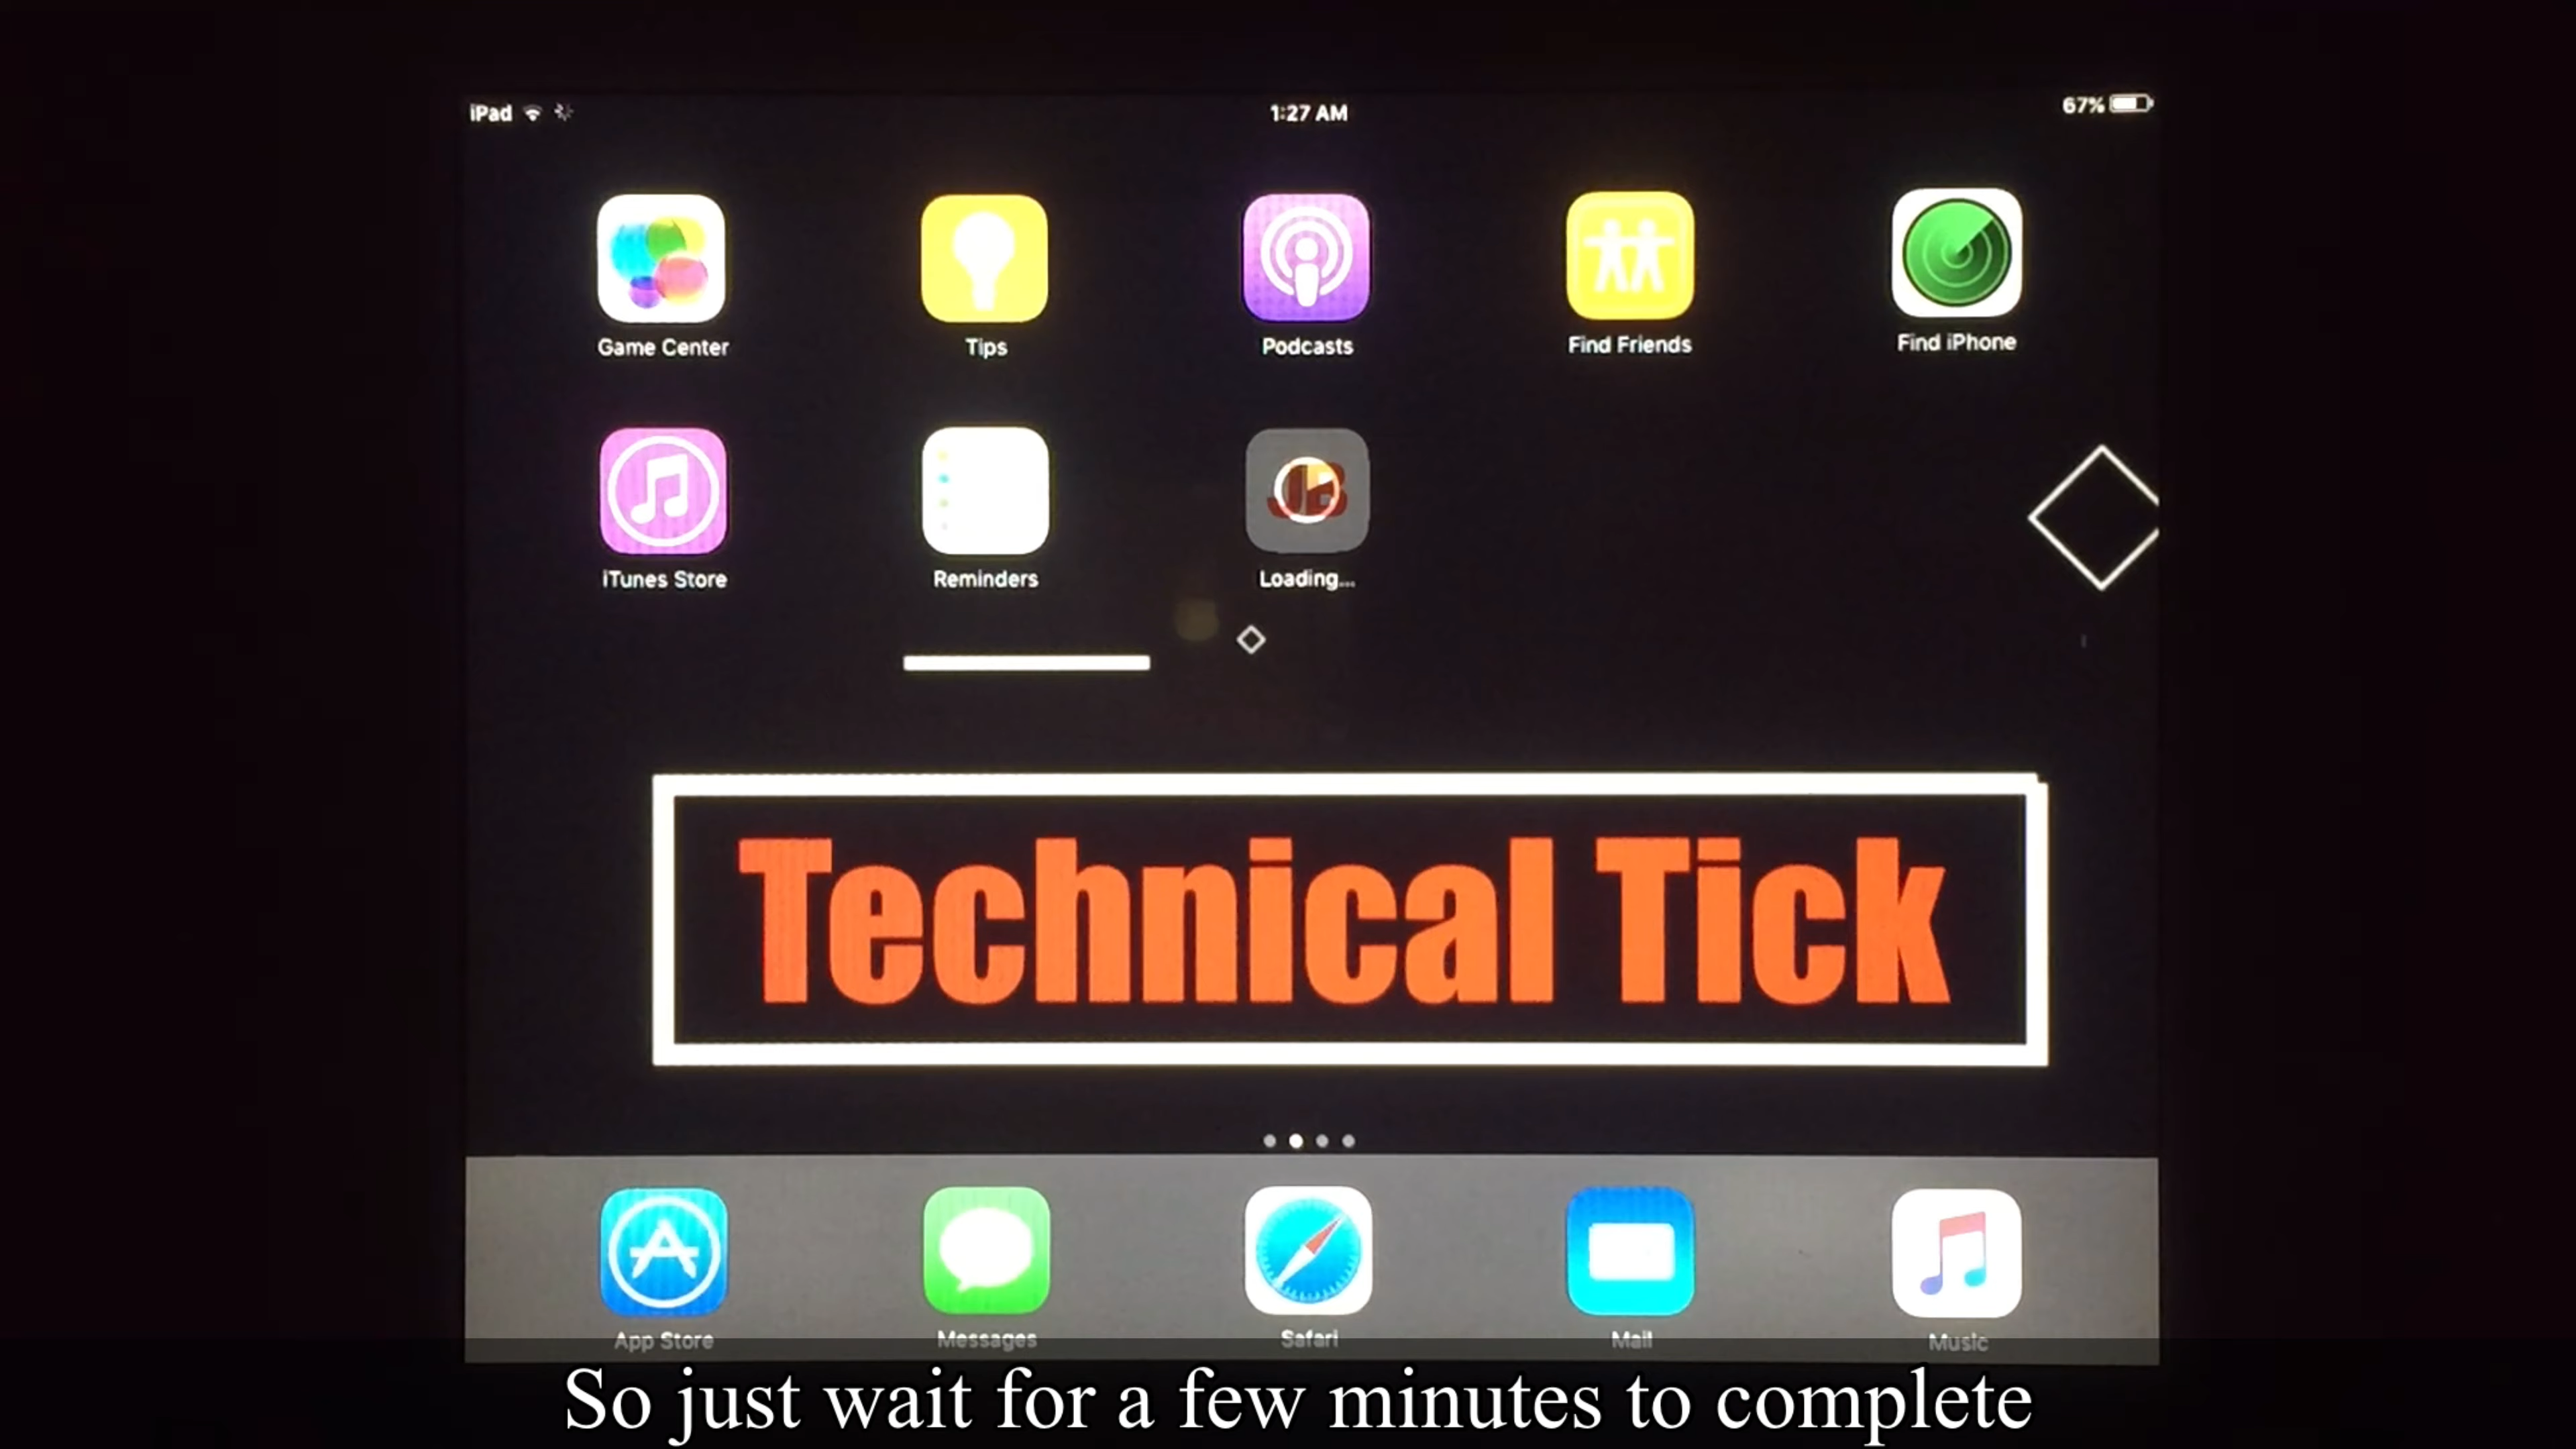 iPad 1:27 AM 67%
Game Center Tips Podcasts Find Friends Find iPhone
iTunes Store Reminders Loading...
Technical Tick
App Store Messages Safari Mail Music
So just wait for a few minutes to complete